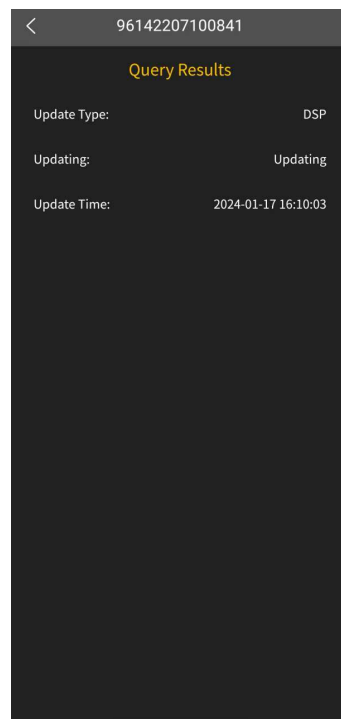 96142207100841
Query Results
Update Type: DSP
Updating: Updating
Update Time: 2024-01-17 16:10:03